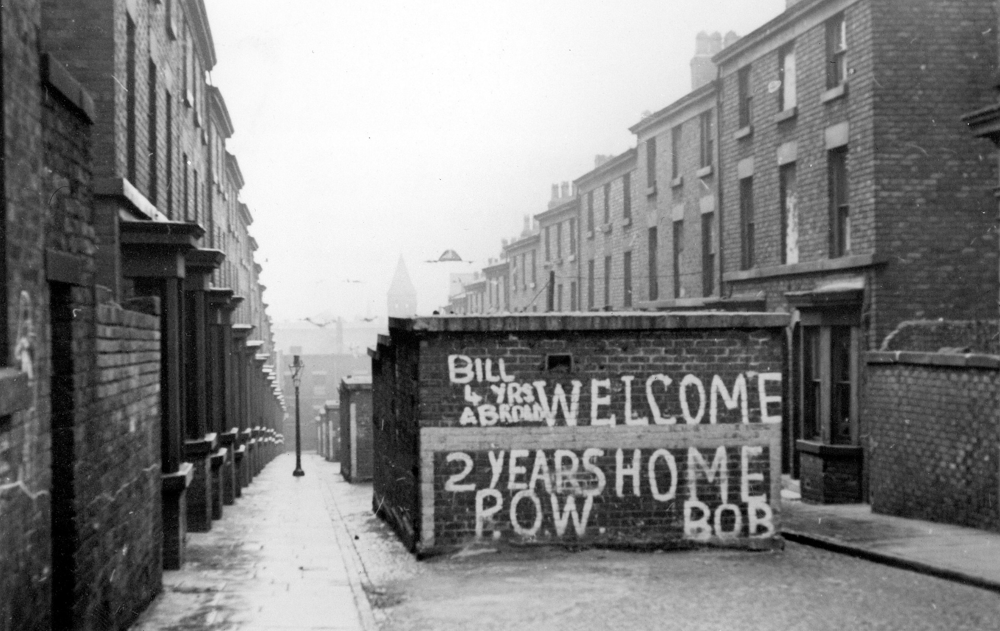 BILL
4 YRS
ABROAD
WELCOME
2 YEARS HOME
P.O.W. BOB